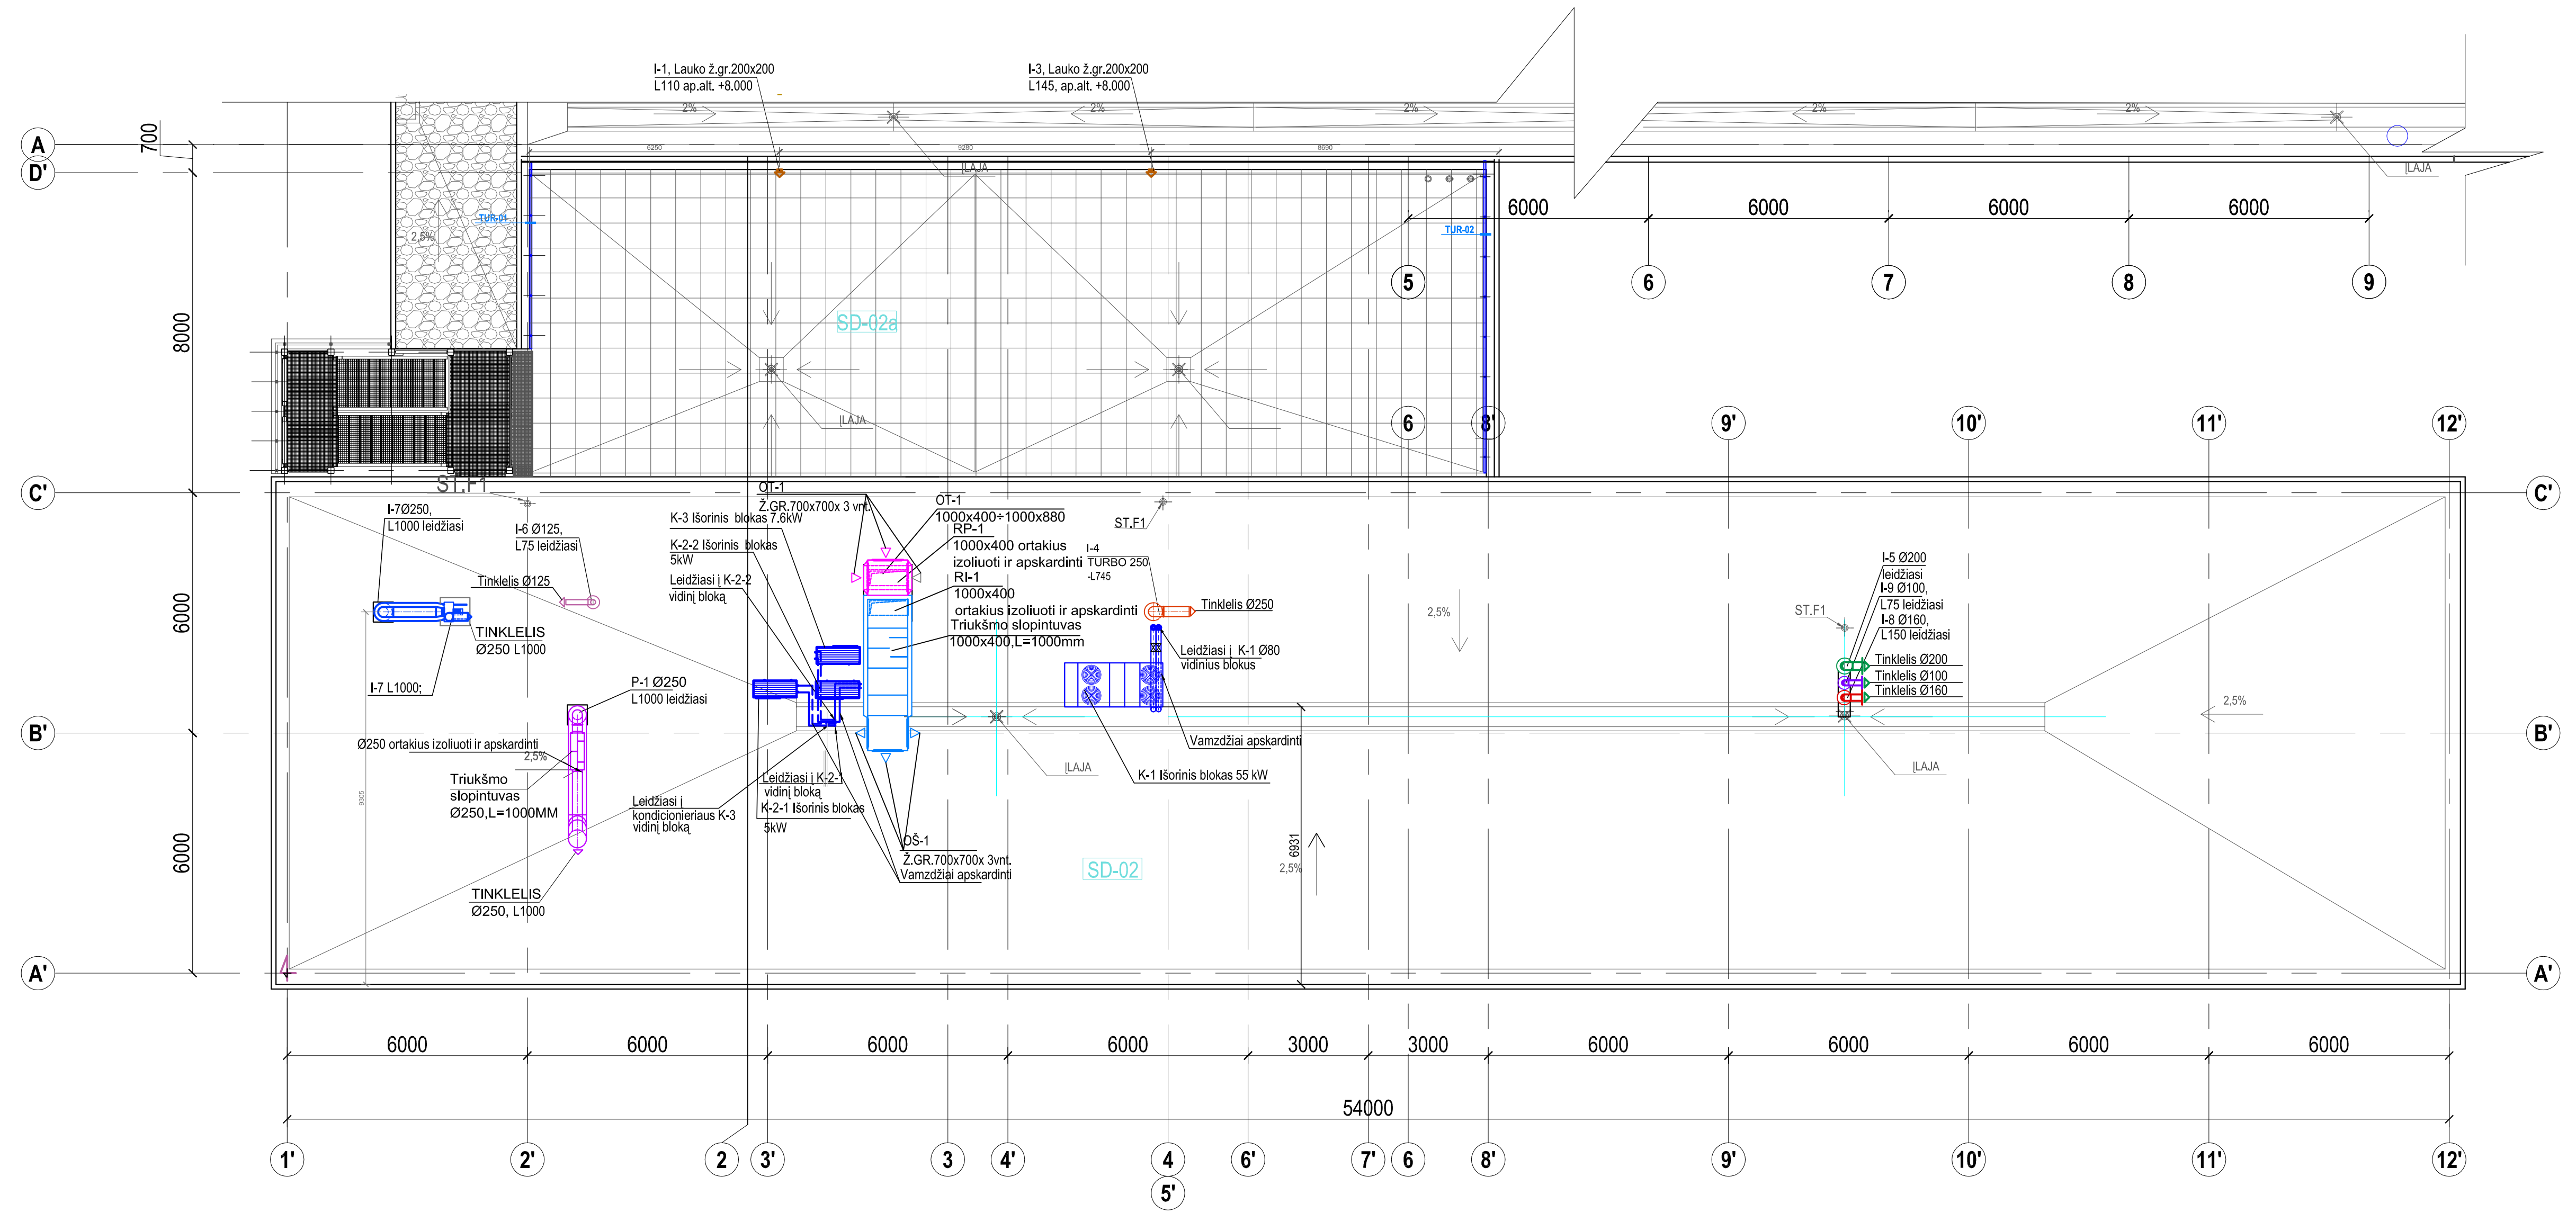 I-1, Lauko ž.gr.200x200
L110 ap.alt. +8.000
I-3, Lauko ž.gr.200x200
L145, ap.alt. +8.000
2%
2%
2%
2%
2%
700
A
D'
6250
9280
8690
ĮLAJA
ĮLAJA
TUR-01
2,5%
TUR-02
6000
6000
6000
6000
5
6
7
8
9
8000
SD-02a
ĮLAJA
6
8'
9'
10'
11'
12'
C'
ST.F1
C'
I-7Ø250,
L1000 leidžiasi
I-6 Ø125,
L75 leidžiasi
Tinklelis Ø125
OT-1
Ž.GR.700x700x 3 vnt.
K-3 Išorinis blokas 7.6kW
K-2-2 Išorinis blokas
5kW
Leidžiasi į K-2-2
vidinį bloką
OT-1
1000x400+1000x880
RP-1
1000x400 ortakius
izoliuoti ir apskardinti
RI-1
1000x400
ortakius izoliuoti ir apskardinti
Triukšmo slopintuvas
1000x400,L=1000mm
ST.F1
I-4
TURBO 250
-L745
Tinklelis Ø250
2,5%
ST.F1
I-5 Ø200
leidžiasi
I-9 Ø100,
L75 leidžiasi
I-8 Ø160,
L150 leidžiasi
Tinklelis Ø200
Tinklelis Ø100
Tinklelis Ø160
6000
TINKLELIS
Ø250 L1000
I-7 L1000;
P-1 Ø250
L1000 leidžiasi
Leidžiasi į K-1 Ø80
vidinius blokus
2,5%
B'
B'
Ø250 ortakius izoliuoti ir apskardinti
2,5%
Triukšmo
slopintuvas
Ø250,L=1000MM
Leidžiasi į
kondicionieriaus K-3
vidinį bloką
Leidžiasi į K-2-1
vidinį bloką
K-2-1 Išorinis blokas
5kW
Vamzdžiai apskardinti
K-1 Išorinis blokas 55 kW
ĮLAJA
ĮLAJA
9305
6000
OŠ-1
Ž.GR.700x700x 3vnt.
Vamzdžiai apskardinti
SD-02
6931
2,5%
TINKLELIS
Ø250, L1000
A'
A'
6000
6000
6000
6000
3000
3000
6000
6000
6000
6000
54000
1'
2'
2
3'
3
4'
4
5'
6'
7'
6
8'
9'
10'
11'
12'